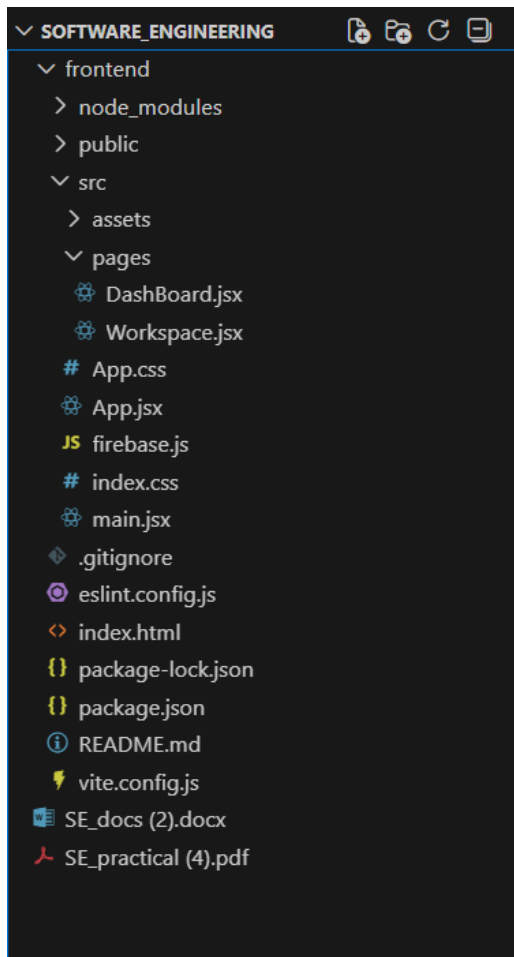 SOFTWARE_ENGINEERING
frontend
node_modules
public
src
assets
pages
DashBoard.jsx
Workspace.jsx
# App.css
App.jsx
JS firebase.js
# index.css
main.jsx
.gitignore
eslint.config.js
<> index.html
{} package-lock.json
{} package.json
README.md
vite.config.js
SE_docs (2).docx
SE_practical (4).pdf